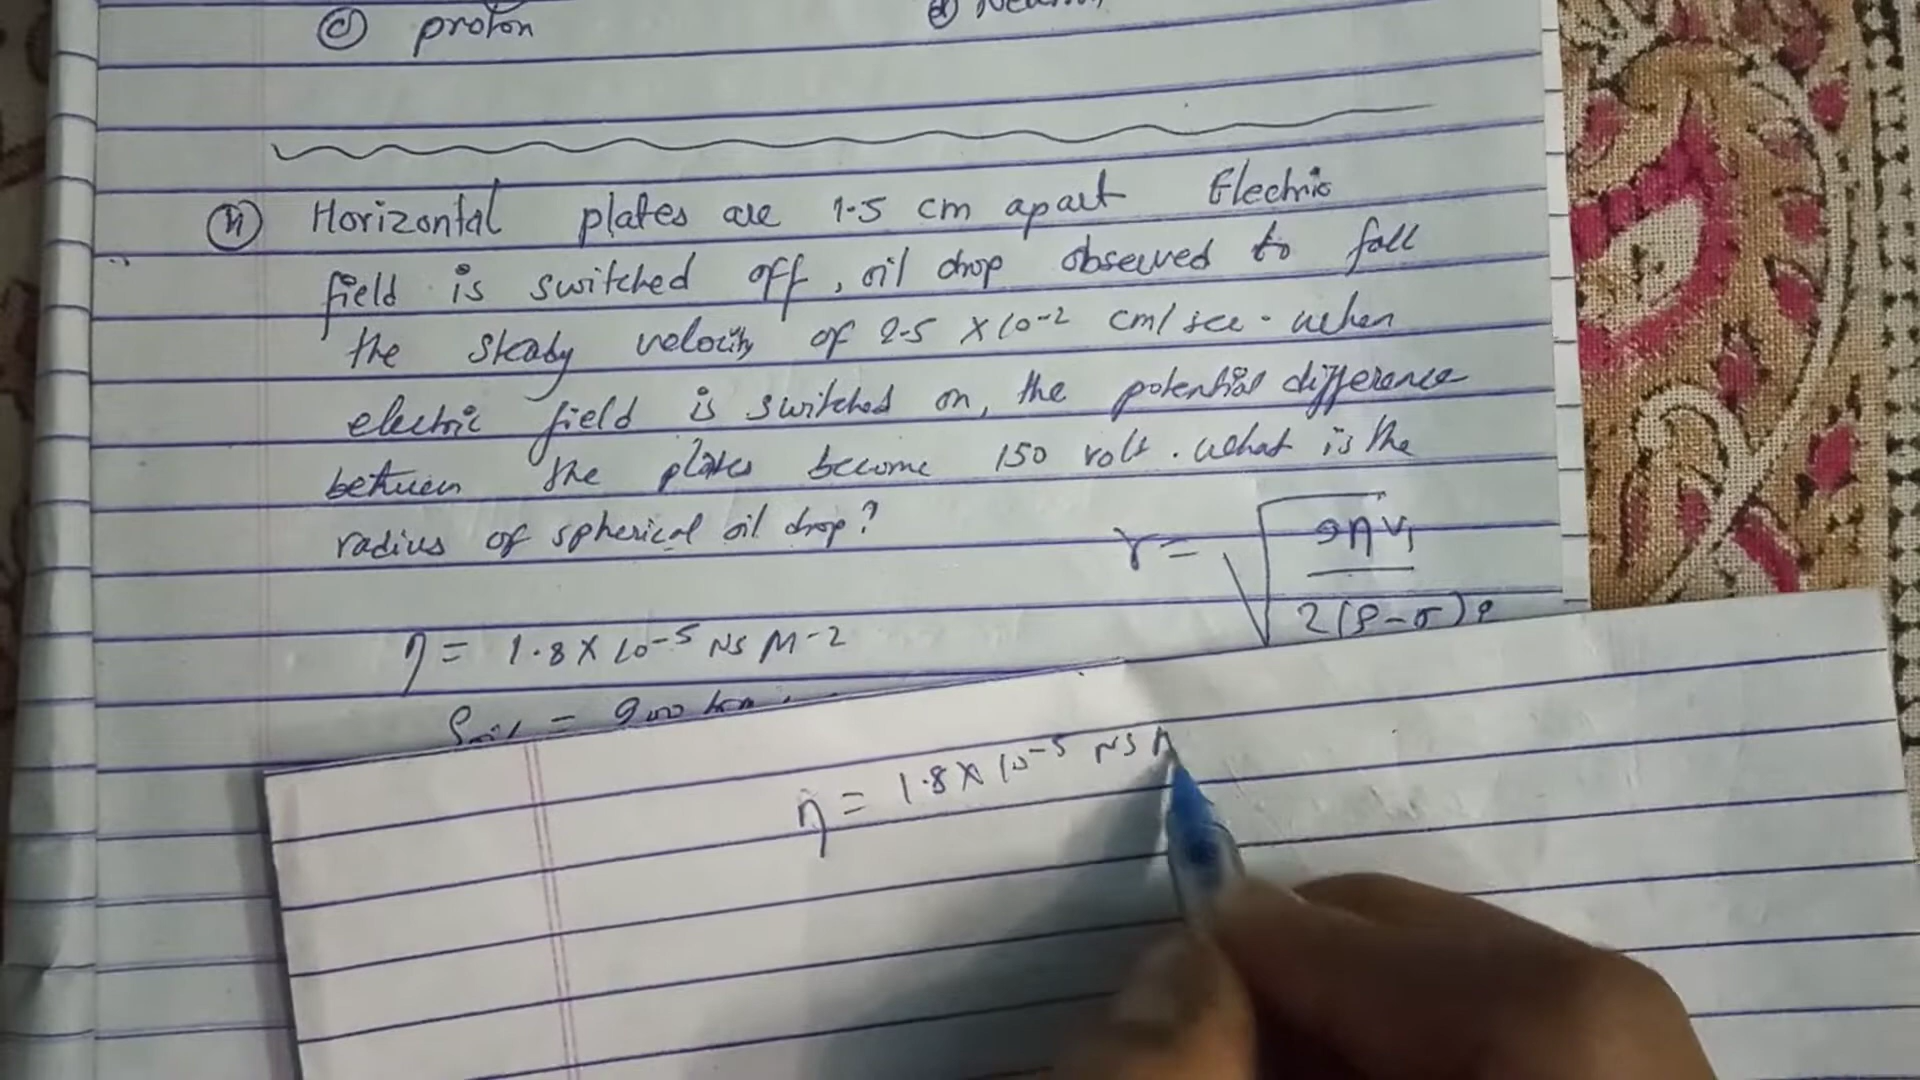 (c) proton
(n) Horizontal plates are 1.5 cm apart Electric
field is switched off, oil drop observed to fall
the steady velocity of 2.5 X 10-2 cm/sec. when
electric field is switched on, the potential difference
between the plates become 150 volt. what is the
radius of spherical oil drop?
r = √ 9ηv₁
2(ρ-σ)g
η = 1.8 X 10⁻⁵ NS M-2
= 900
η = 1.8 X 10⁻⁵ NS